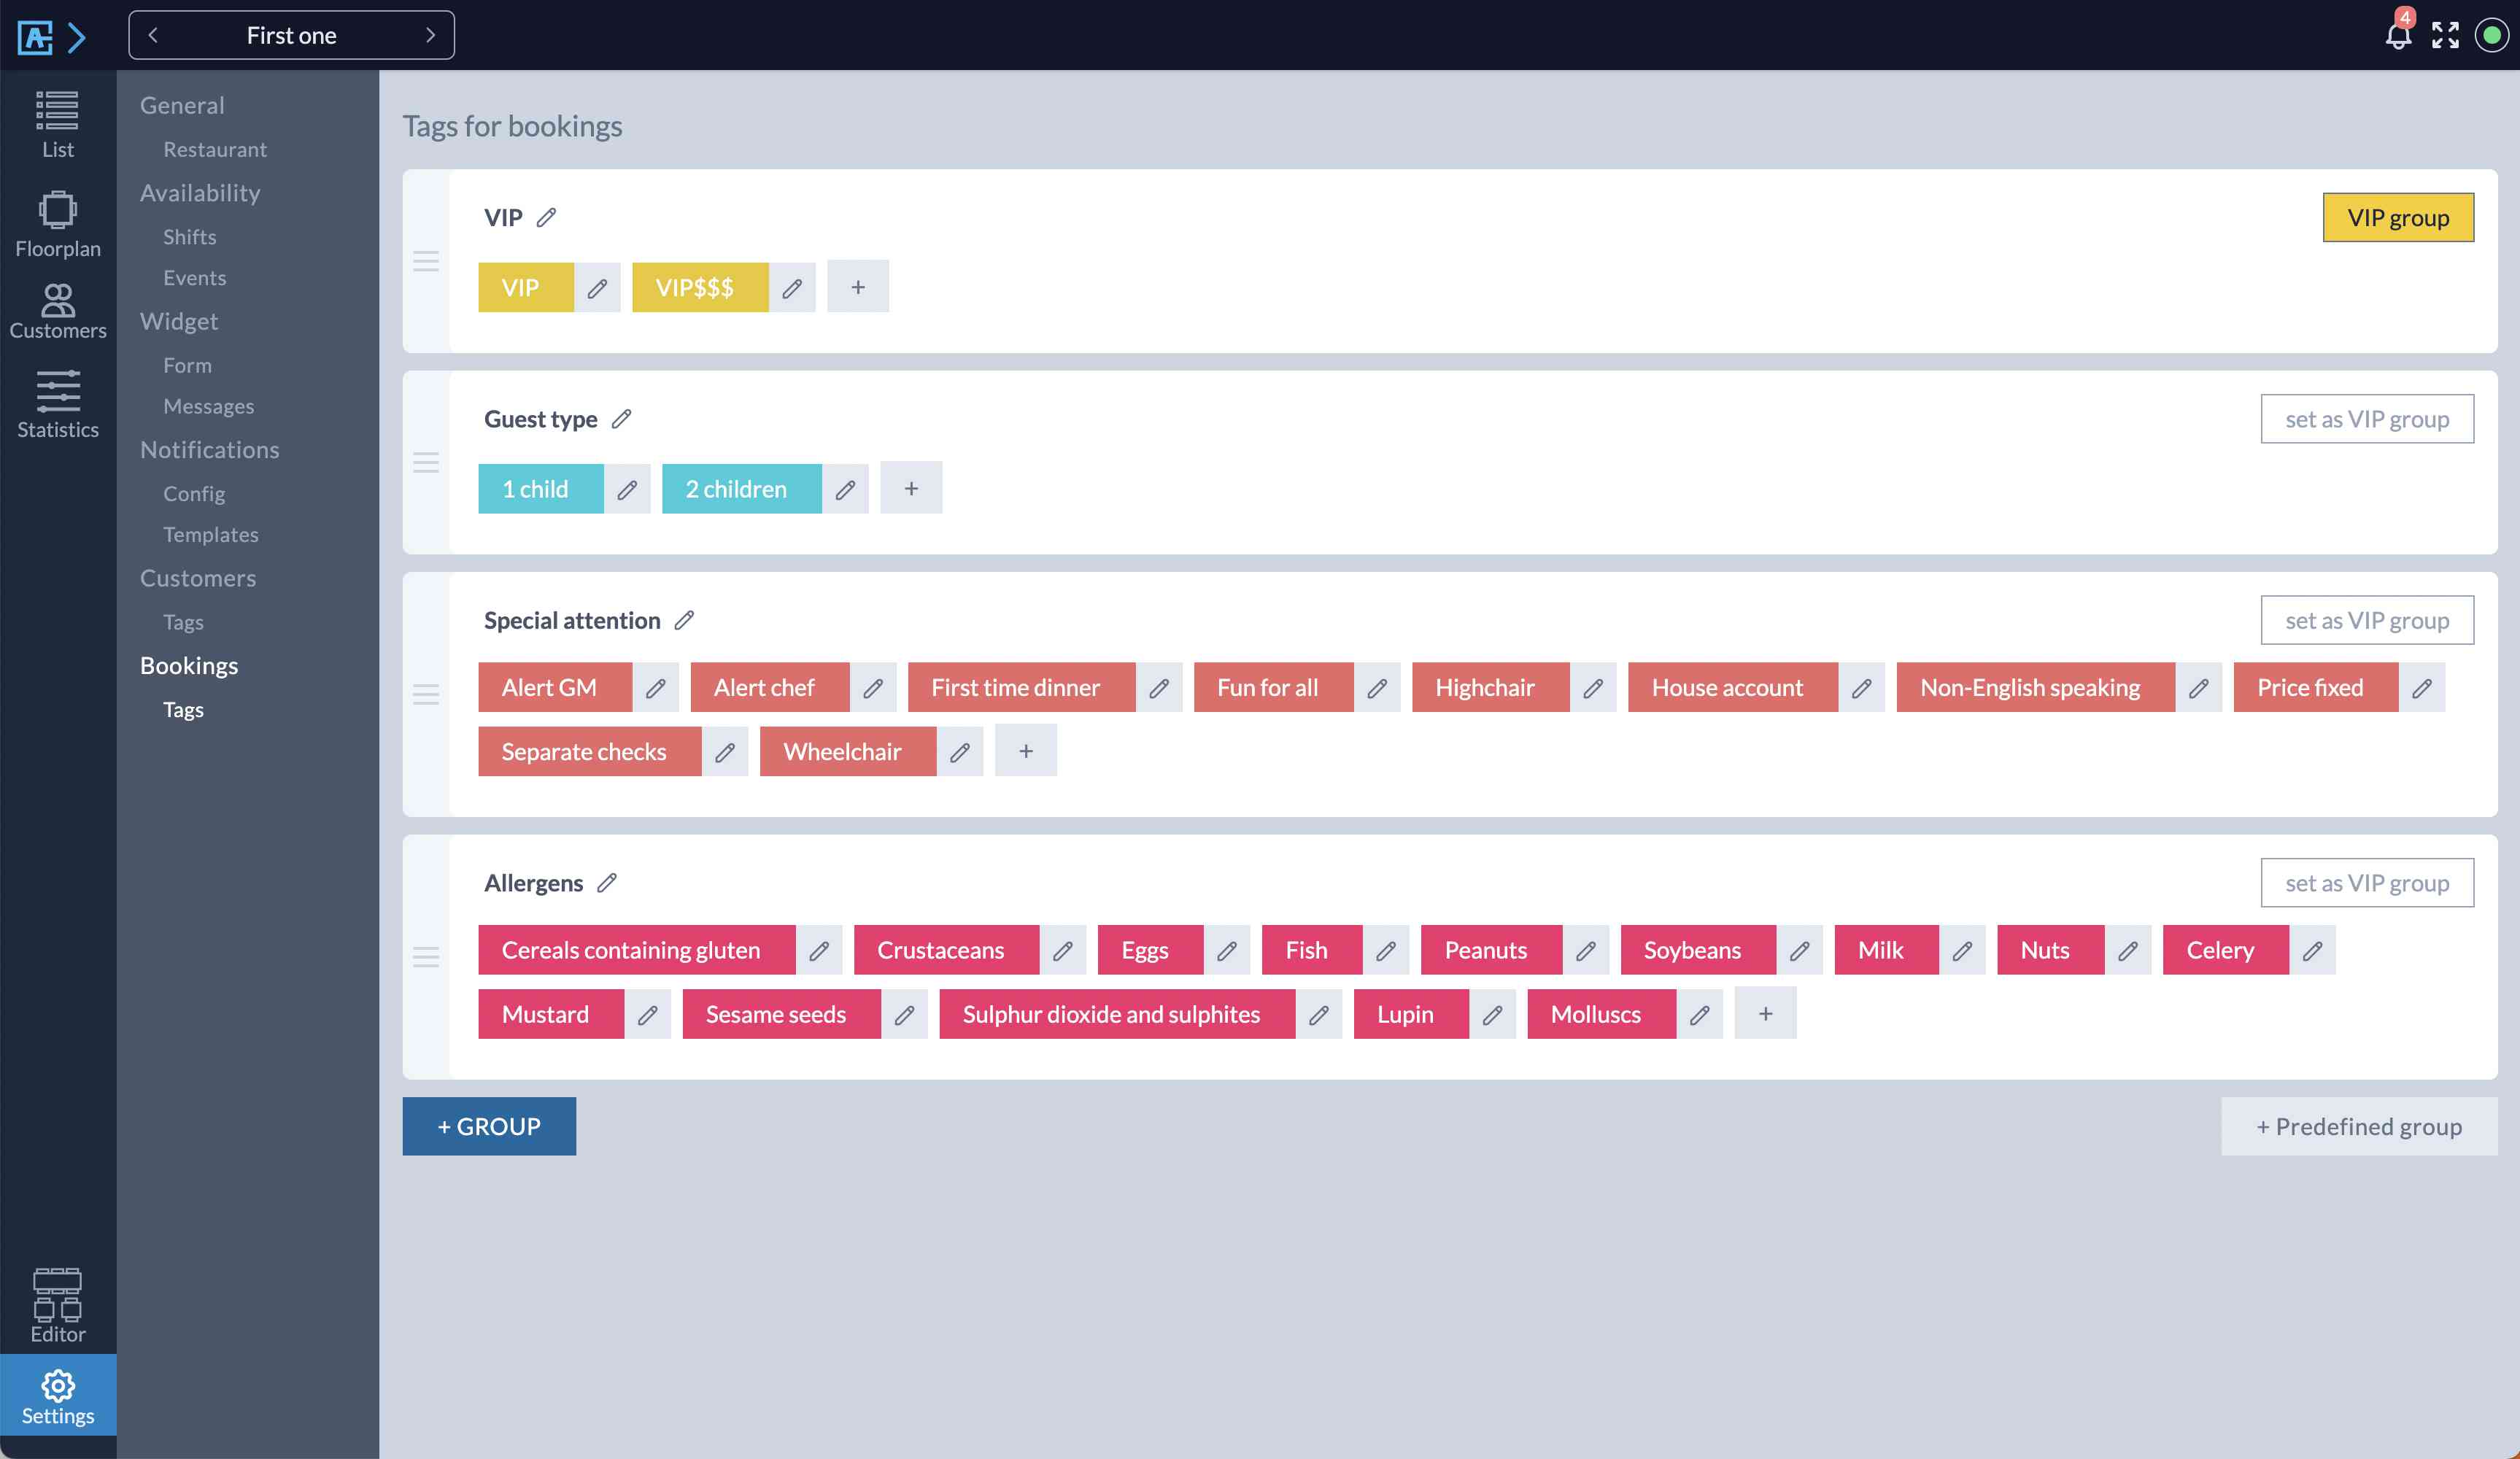 First one
4
List
Floorplan
Customers
Statistics
Editor
Settings
General
Restaurant
Availability
Shifts
Events
Widget
Form
Messages
Notifications
Config
Templates
Customers
Tags
Bookings
Tags
Tags for bookings
VIP
VIP group
VIP VIP$$$ +
Guest type
set as VIP group
1 child 2 children +
Special attention
set as VIP group
Alert GM Alert chef First time dinner Fun for all Highchair House account Non-English speaking Price fixed
Separate checks Wheelchair +
Allergens
set as VIP group
Cereals containing gluten Crustaceans Eggs Fish Peanuts Soybeans Milk Nuts Celery
Mustard Sesame seeds Sulphur dioxide and sulphites Lupin Molluscs +
+ GROUP
+ Predefined group